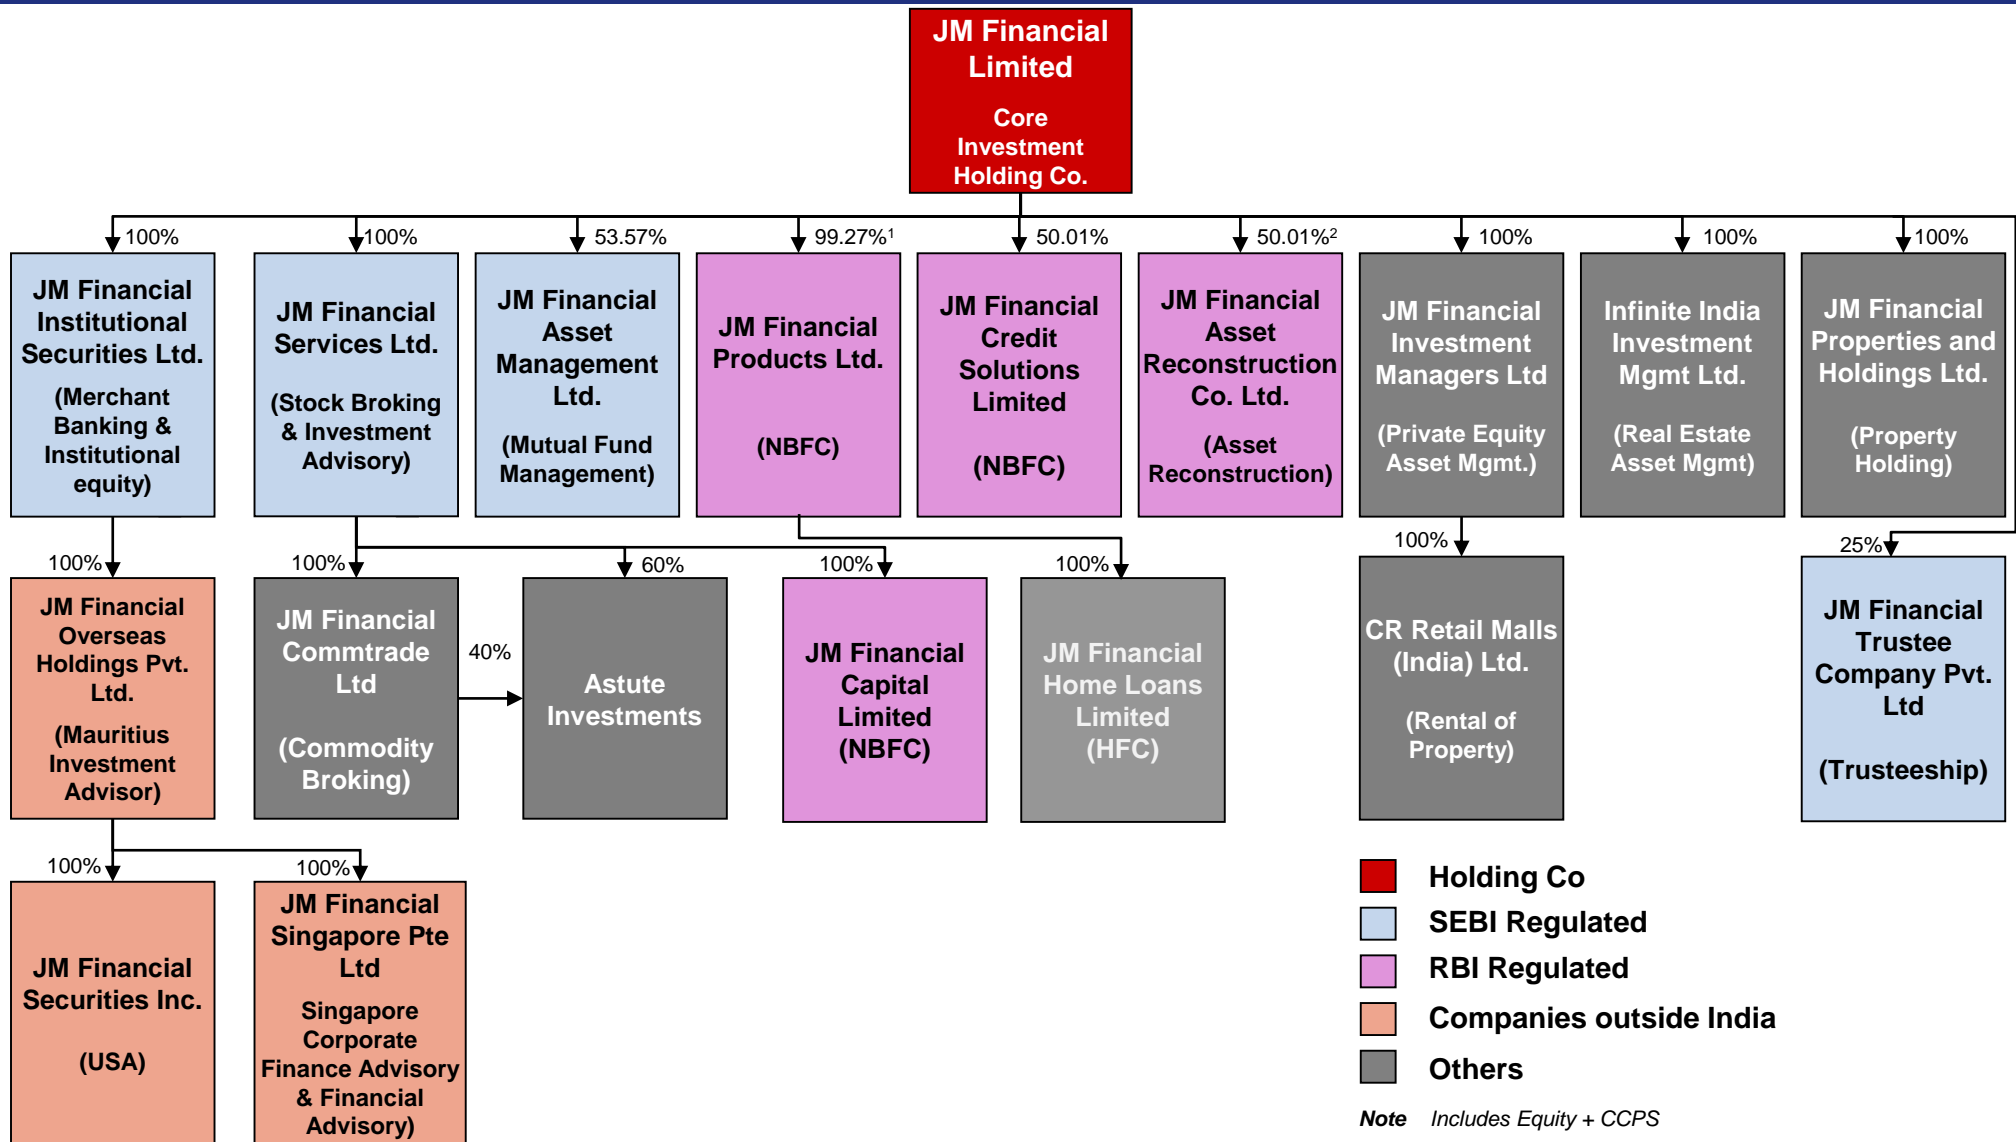 JM Financial
Limited
Core
Investment
Holding Co.
100%
100%
53.57%
99.27%1
50.01%
50.01%2
100%
100%
100%
JM Financial
Institutional
Securities Ltd.
(Merchant
Banking &
Institutional
equity)
JM Financial
Services Ltd.
(Stock Broking
& Investment
Advisory)
JM Financial
Asset
Management
Ltd.
(Mutual Fund
Management)
JM Financial
Products Ltd.
(NBFC)
JM Financial
Credit
Solutions
Limited
(NBFC)
JM Financial
Asset
Reconstruction
Co. Ltd.
(Asset
Reconstruction)
JM Financial
Investment
Managers Ltd
(Private Equity
Asset Mgmt.)
Infinite India
Investment
Mgmt Ltd.
(Real Estate
Asset Mgmt)
JM Financial
Properties and
Holdings Ltd.
(Property
Holding)
100%
100%
60%
100%
100%
100%
25%
JM Financial
Overseas
Holdings Pvt.
Ltd.
(Mauritius
Investment
Advisor)
JM Financial
Commtrade
Ltd
(Commodity
Broking)
40%
Astute
Investments
JM Financial
Capital
Limited
(NBFC)
JM Financial
Home Loans
Limited
(HFC)
CR Retail Malls
(India) Ltd.
(Rental of
Property)
JM Financial
Trustee
Company Pvt.
Ltd
(Trusteeship)
100%
100%
JM Financial
Securities Inc.
(USA)
JM Financial
Singapore Pte
Ltd
Singapore
Corporate
Finance Advisory
& Financial
Advisory)
Holding Co
SEBI Regulated
RBI Regulated
Companies outside India
Others
Note Includes Equity + CCPS